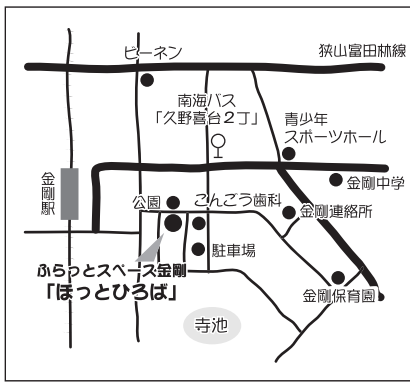 ビーネン
狭山富田林線
南海バス
「久野喜台2丁」
青少年
スポーツホール
金剛駅
金剛中学
公園
こんごう歯科
金剛連絡所
駐車場
ふらっとスペース金剛
「ほっとひろば」
金剛保育園
寺池